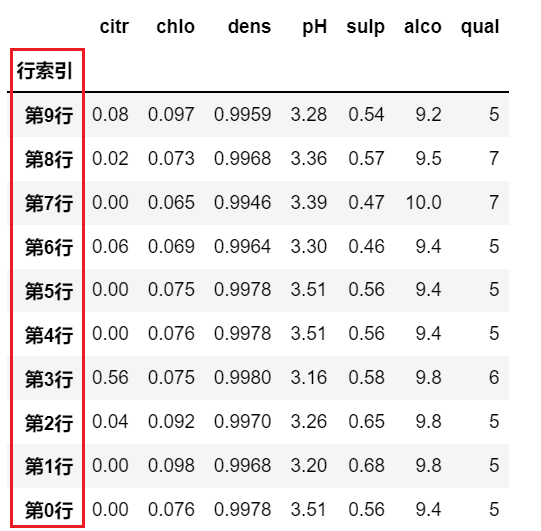 citr chlo dens pH sulp alco qual
行索引
第9行 0.08 0.097 0.9959 3.28 0.54 9.2 5
第8行 0.02 0.073 0.9968 3.36 0.57 9.5 7
第7行 0.00 0.065 0.9946 3.39 0.47 10.0 7
第6行 0.06 0.069 0.9964 3.30 0.46 9.4 5
第5行 0.00 0.075 0.9978 3.51 0.56 9.4 5
第4行 0.00 0.076 0.9978 3.51 0.56 9.4 5
第3行 0.56 0.075 0.9980 3.16 0.58 9.8 6
第2行 0.04 0.092 0.9970 3.26 0.65 9.8 5
第1行 0.00 0.098 0.9968 3.20 0.68 9.8 5
第0行 0.00 0.076 0.9978 3.51 0.56 9.4 5